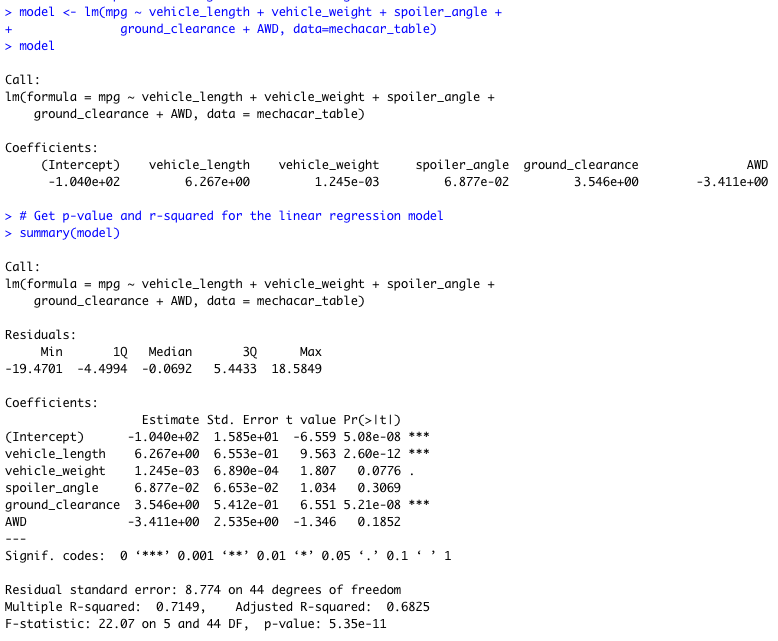 > model <- lm(mpg ~ vehicle_length + vehicle_weight + spoiler_angle +
+ ground_clearance + AWD, data=mechacar_table)
> model
Call:
lm(formula = mpg ~ vehicle_length + vehicle_weight + spoiler_angle +
ground_clearance + AWD, data = mechacar_table)
Coefficients:
(Intercept) vehicle_length vehicle_weight spoiler_angle ground_clearance AWD
-1.040e+02 6.267e+00 1.245e-03 6.877e-02 3.546e+00 -3.411e+00
> # Get p-value and r-squared for the linear regression model
> summary(model)
Call:
lm(formula = mpg ~ vehicle_length + vehicle_weight + spoiler_angle +
ground_clearance + AWD, data = mechacar_table)
Residuals:
Min 1Q Median 3Q Max
-19.4701 -4.4994 -0.0692 5.4433 18.5849
Coefficients:
Estimate Std. Error t value Pr(>|t|)
(Intercept) -1.040e+02 1.585e+01 -6.559 5.08e-08 ***
vehicle_length 6.267e+00 6.553e-01 9.563 2.60e-12 ***
vehicle_weight 1.245e-03 6.890e-04 1.807 0.0776 .
spoiler_angle 6.877e-02 6.653e-02 1.034 0.3069
ground_clearance 3.546e+00 5.412e-01 6.551 5.21e-08 ***
AWD -3.411e+00 2.535e+00 -1.346 0.1852
---
Signif. codes: 0 ‘***’ 0.001 ‘**’ 0.01 ‘*’ 0.05 ‘.’ 0.1 ‘ ’ 1
Residual standard error: 8.774 on 44 degrees of freedom
Multiple R-squared: 0.7149, Adjusted R-squared: 0.6825
F-statistic: 22.07 on 5 and 44 DF, p-value: 5.35e-11